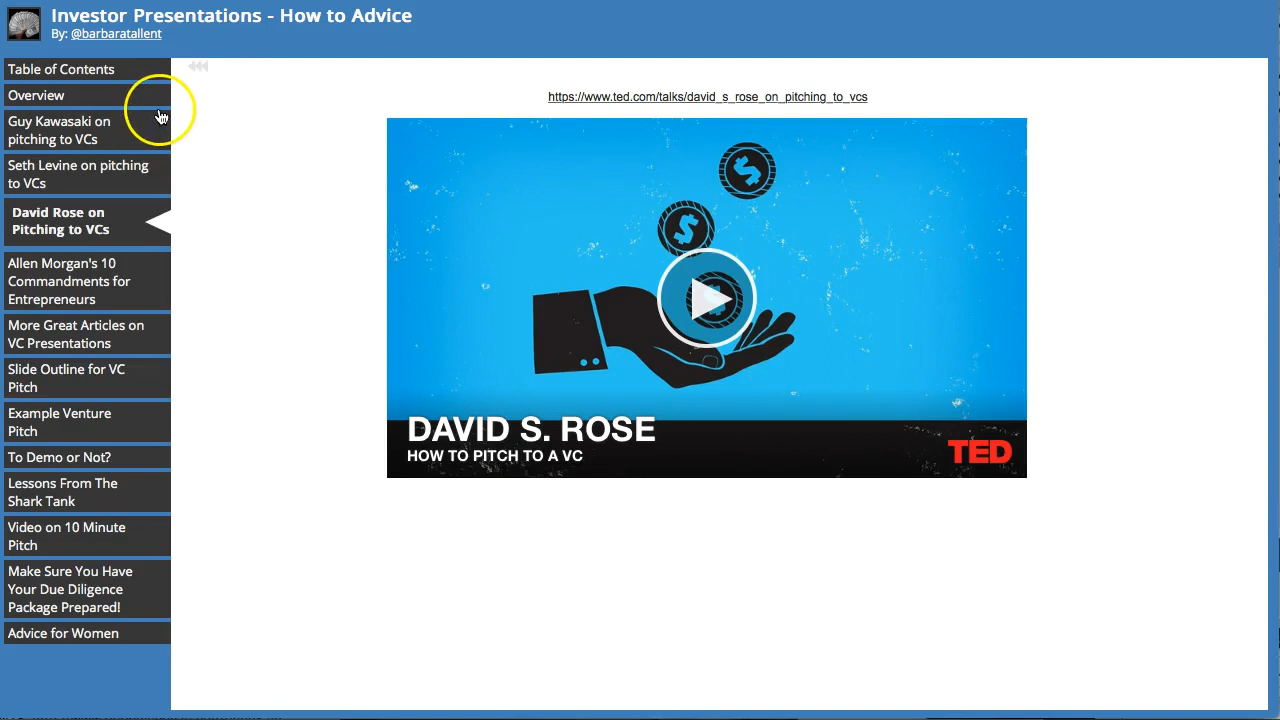 Investor Presentations - How to Advice
By: @barbaratallent
Table of Contents
Overview
Guy Kawasaki on
pitching to VCs
Seth Levine on pitching
to VCs
David Rose on
Pitching to VCs
Allen Morgan's 10
Commandments for
Entrepreneurs
More Great Articles on
VC Presentations
Slide Outline for VC
Pitch
Example Venture
Pitch
To Demo or Not?
Lessons From The
Shark Tank
Video on 10 Minute
Pitch
Make Sure You Have
Your Due Diligence
Package Prepared!
Advice for Women
https://www.ted.com/talks/david_s_rose_on_pitching_to_vcs
DAVID S. ROSE
HOW TO PITCH TO A VC
TED